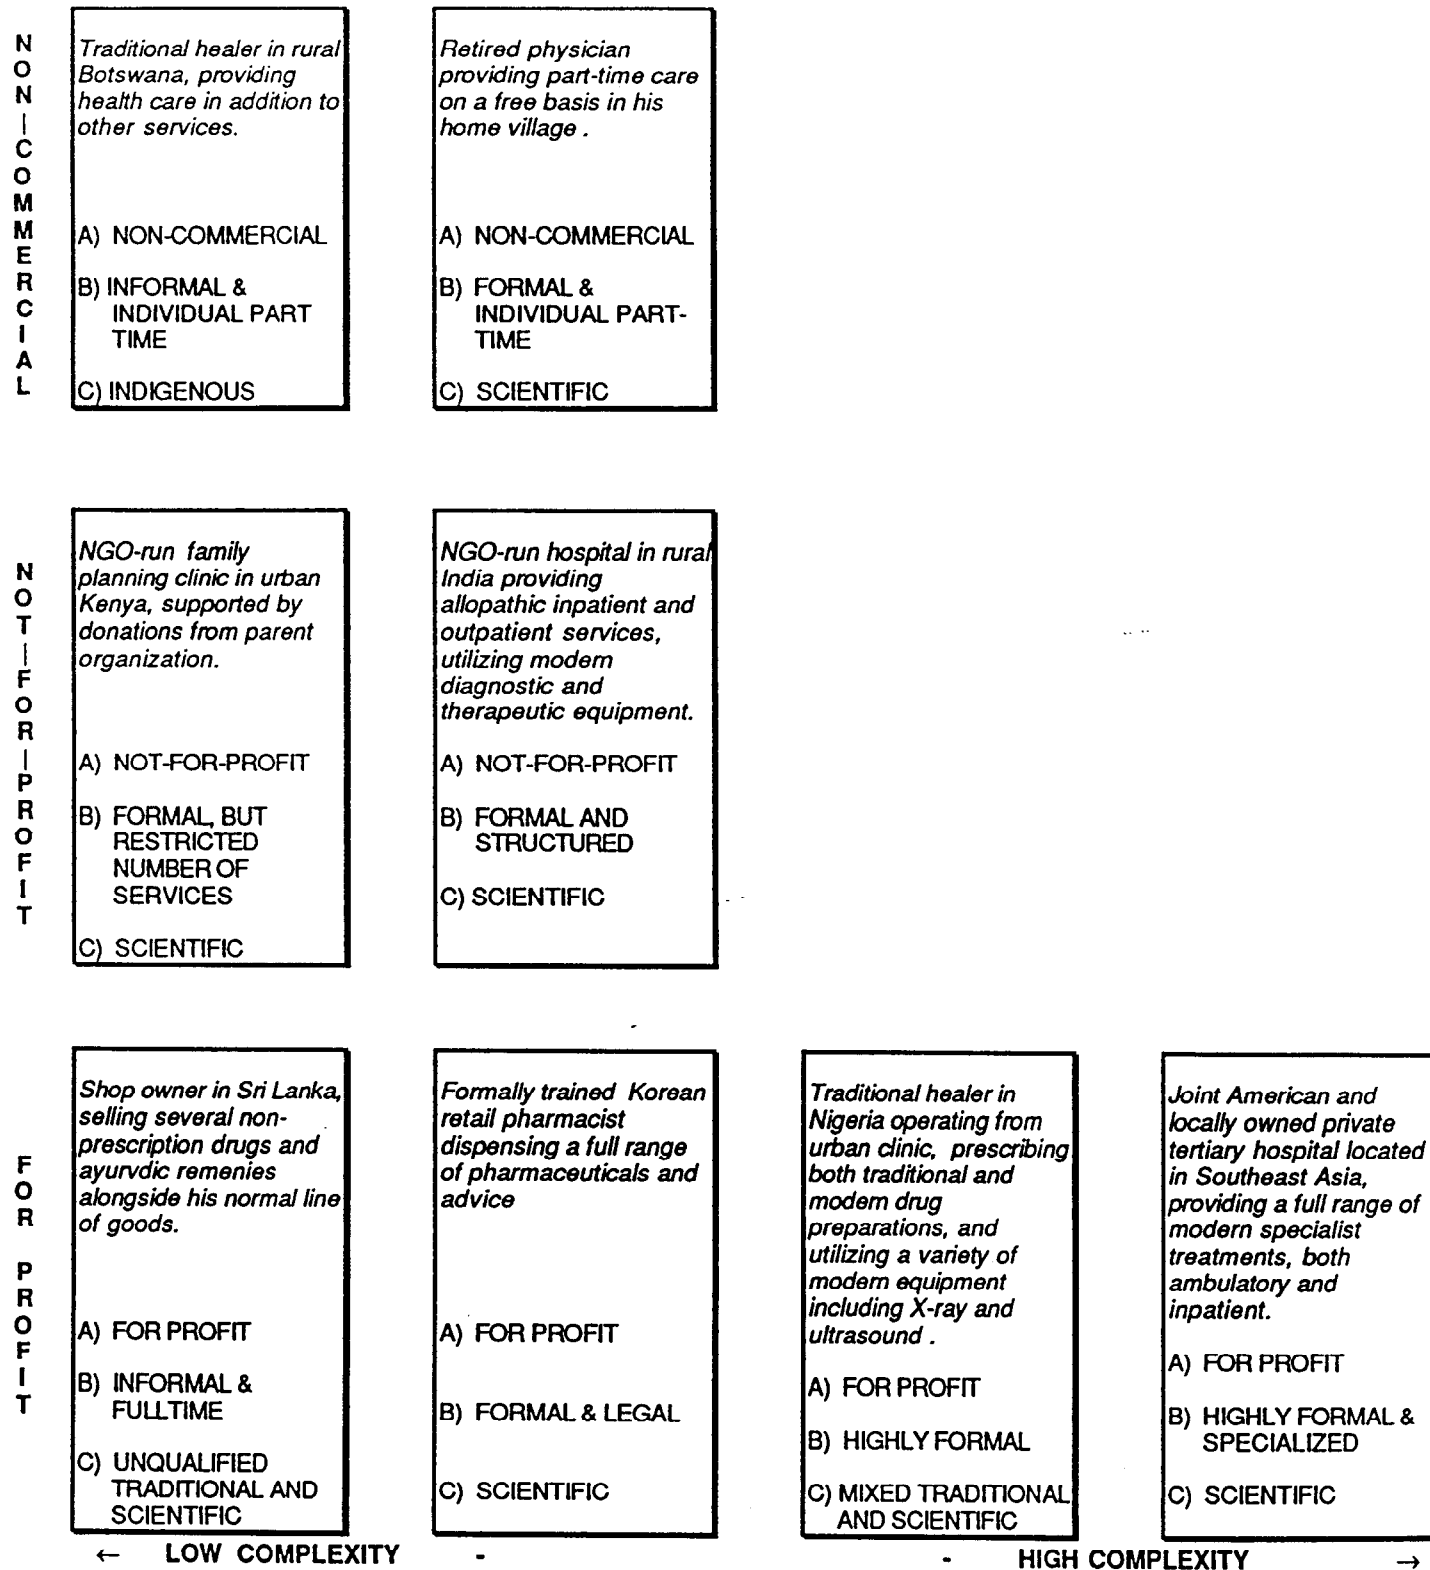 NON-COMMERCIAL
Traditional healer in rural
Botswana, providing
health care in addition to
other services.
A) NON-COMMERCIAL
B) INFORMAL &
INDIVIDUAL PART
TIME
C) INDIGENOUS
Retired physician
providing part-time care
on a free basis in his
home village .
A) NON-COMMERCIAL
B) FORMAL &
INDIVIDUAL PART-
TIME
C) SCIENTIFIC
NOT-FOR-PROFIT
NGO-run family
planning clinic in urban
Kenya, supported by
donations from parent
organization.
A) NOT-FOR-PROFIT
B) FORMAL, BUT
RESTRICTED
NUMBER OF
SERVICES
C) SCIENTIFIC
NGO-run hospital in rural
India providing
allopathic inpatient and
outpatient services,
utilizing modern
diagnostic and
therapeutic equipment.
A) NOT-FOR-PROFIT
B) FORMAL AND
STRUCTURED
C) SCIENTIFIC
FOR PROFIT
Shop owner in Sri Lanka,
selling several non-
prescription drugs and
ayurvdic remenies
alongside his normal line
of goods.
A) FOR PROFIT
B) INFORMAL &
FULLTIME
C) UNQUALIFIED
TRADITIONAL AND
SCIENTIFIC
Formally trained Korean
retail pharmacist
dispensing a full range
of pharmaceuticals and
advice
A) FOR PROFIT
B) FORMAL & LEGAL
C) SCIENTIFIC
Traditional healer in
Nigeria operating from
urban clinic, prescribing
both traditional and
modern drug
preparations, and
utilizing a variety of
modern equipment
including X-ray and
ultrasound .
A) FOR PROFIT
B) HIGHLY FORMAL
C) MIXED TRADITIONAL
AND SCIENTIFIC
Joint American and
locally owned private
tertiary hospital located
in Southeast Asia,
providing a full range of
modern specialist
treatments, both
ambulatory and
inpatient.
A) FOR PROFIT
B) HIGHLY FORMAL &
SPECIALIZED
C) SCIENTIFIC
← LOW COMPLEXITY - - HIGH COMPLEXITY →